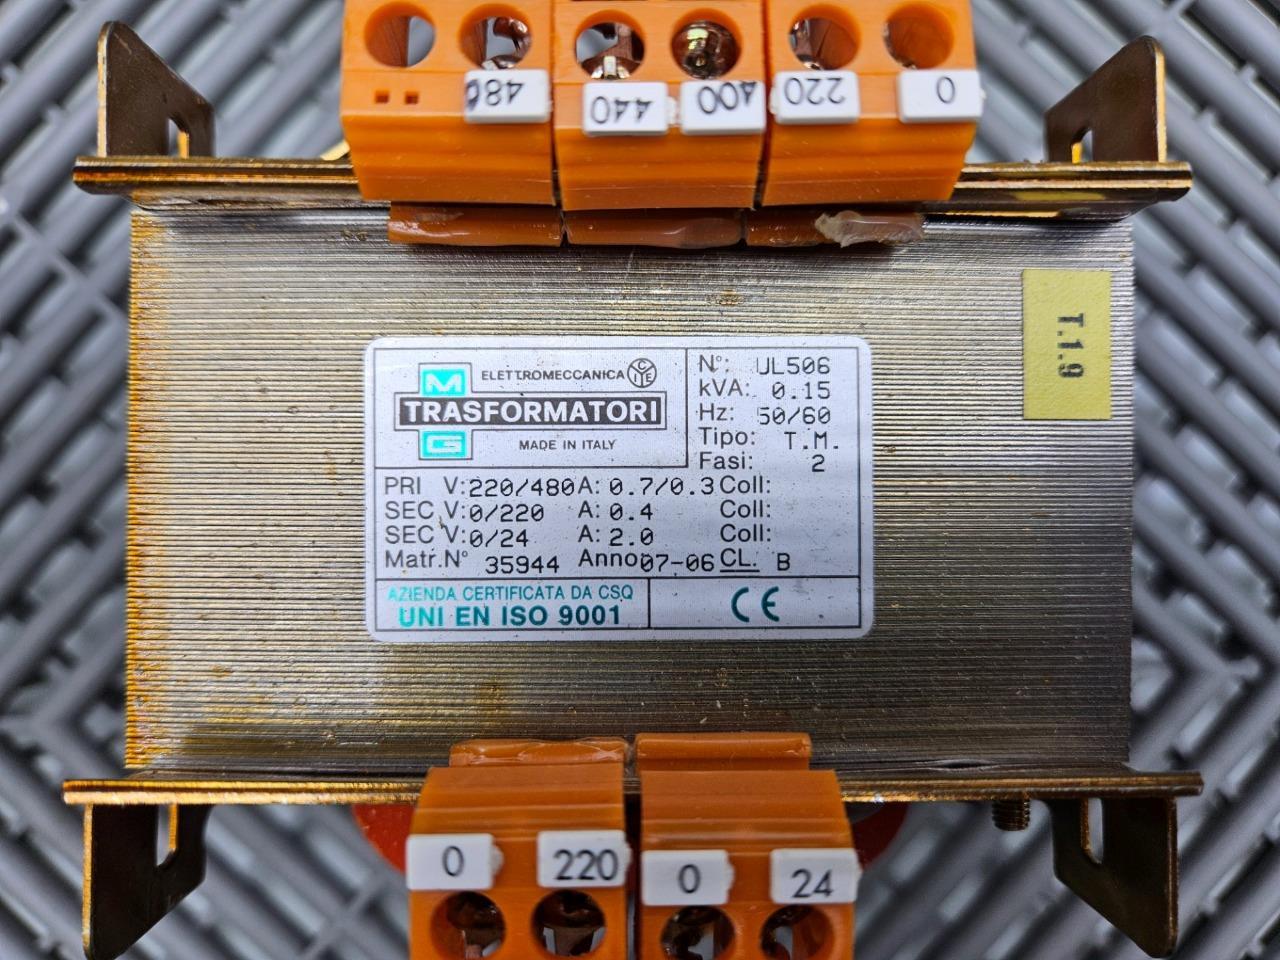 480
440
400
220
0
T.1.9
M
G
ELETTROMECCANICA
TRASFORMATORI
MADE IN ITALY
N°: UL506
kVA: 0.15
Hz: 50/60
Tipo: T.M.
Fasi: 2
PRI V: 220/480 A: 0.7/0.3 Coll:
SEC V: 0/220 A: 0.4 Coll:
SEC V: 0/24 A: 2.0 Coll:
Matr.N° 35944 Anno 07-06 CL. B
AZIENDA CERTIFICATA DA CSQ
UNI EN ISO 9001
CE
0
220
0
24